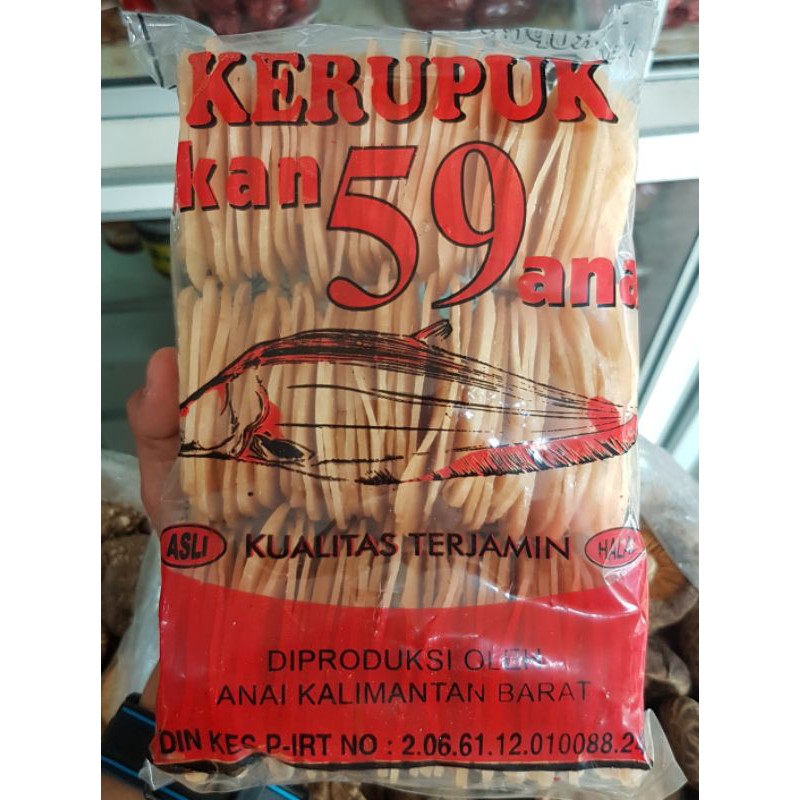 KERUPUK
kan 59 ana
ASLI KUALITAS TERJAMIN HALAL
DIPRODUKSI OLEH
ANAI KALIMANTAN BARAT
DIN KES P-IRT NO : 2.06.61.12.010088.24